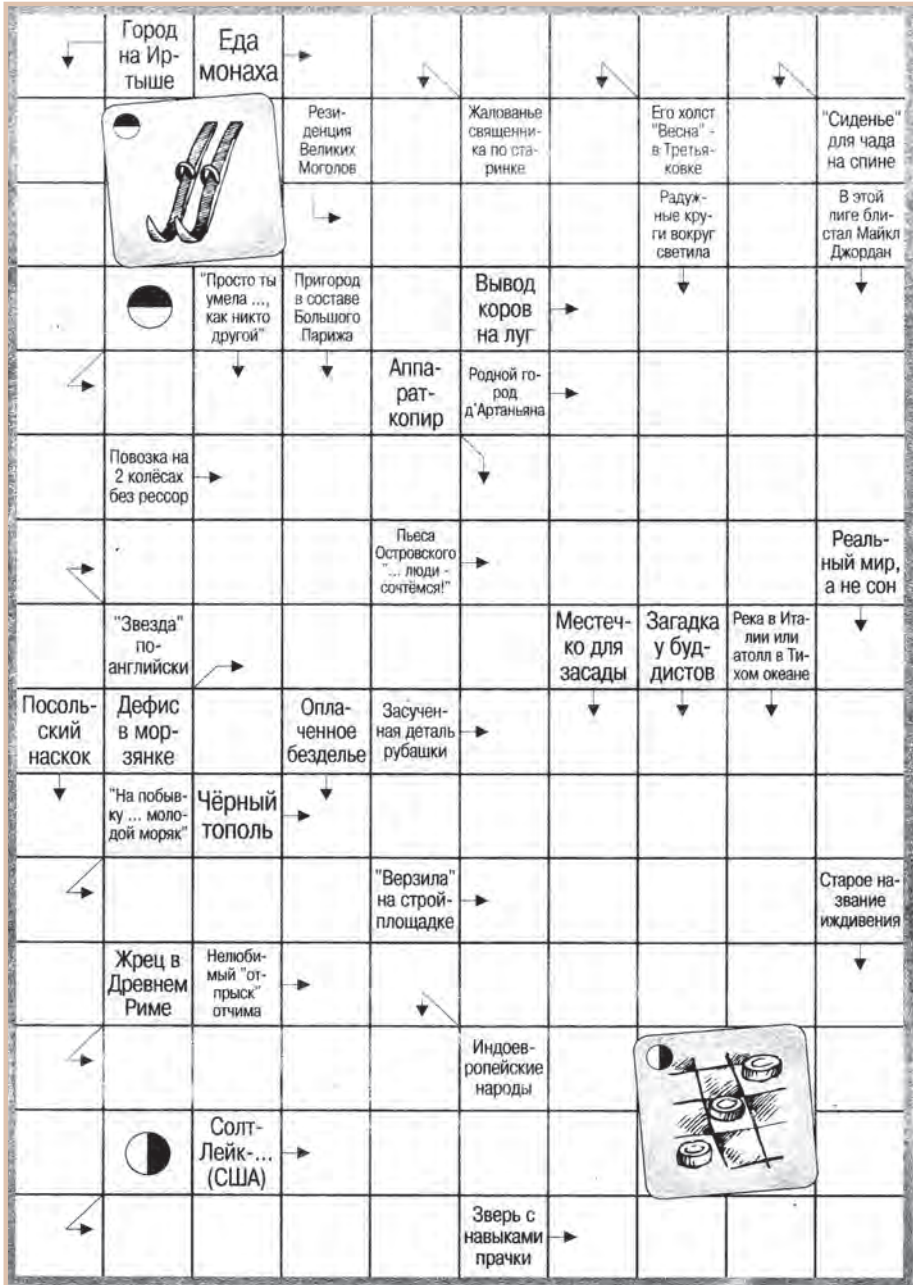 Город
на Ир-
тыше
Еда
монаха
Рези-
денция
Великих
Моголов
Жалованье
священни-
ка по ста-
ринке
Его холст
"Весна" -
в Третья-
ковке
"Сиденье"
для чада
на спине
Радуж-
ные кру-
ги вокруг
светила
В этой
лиге бли-
стал Майкл
Джордан
"Просто ты
умела ...,
как никто
другой"
Пригород
в составе
Большого
Парижа
Вывод
коров
на луг
Аппа-
рат-
копир
Родной го-
род
д'Артаньяна
Повозка на
2 колёсах
без рессор
Пьеса
Островского
"... люди -
сочтёмся!"
Реаль-
ный мир,
а не сон
"Звезда"
по-
английски
Местеч-
ко для
засады
Загадка
у буд-
дистов
Река в Ита-
лии или
атолл в Ти-
хом океане
Посоль-
ский
наскок
Дефис
в мор-
зянке
Опла-
ченное
безделье
Засучен-
ная деталь
рубашки
"На побыв-
ку ... моло-
дой моряк"
Чёрный
тополь
"Верзила"
на строй-
площадке
Старое на-
звание
иждивения
Жрец в
Древнем
Риме
Нелюби-
мый "от-
прыск"
отчима
Индоев-
ропейские
народы
Солт-
Лейк-...
(США)
Зверь с
навыками
прачки